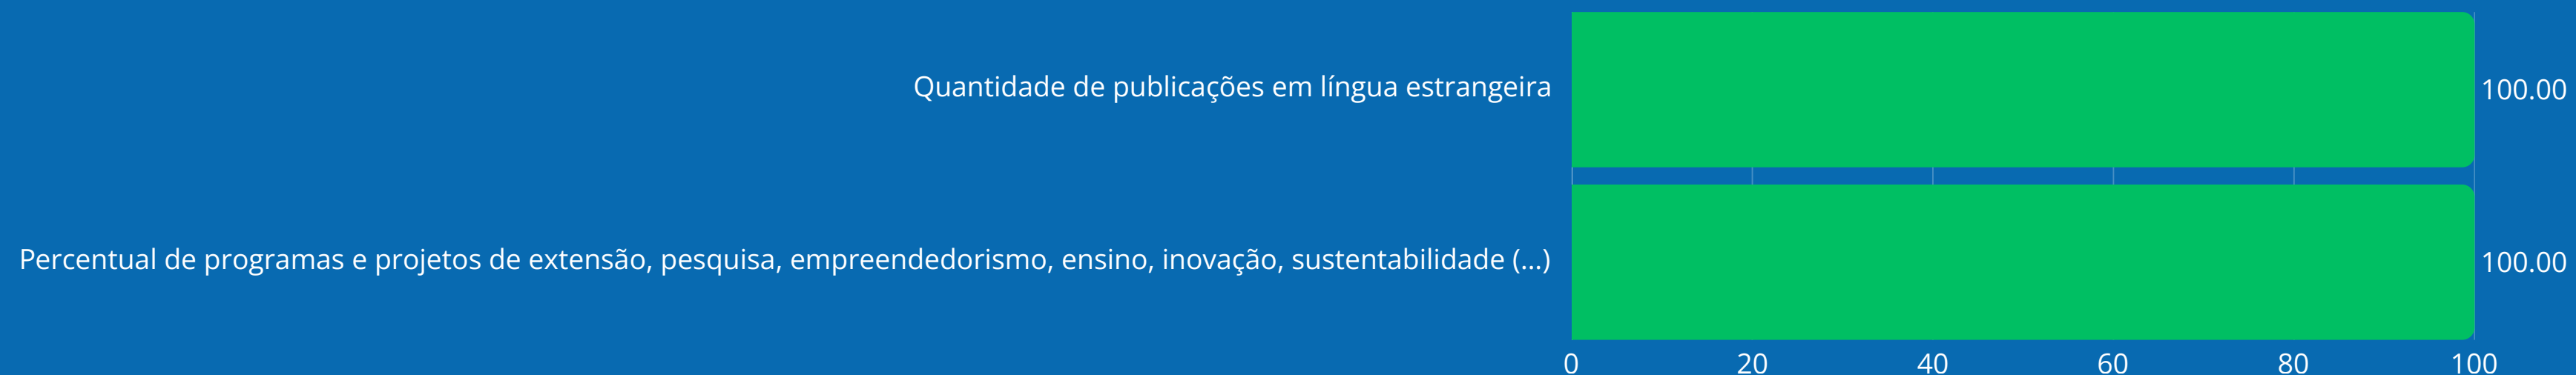 Quantidade de publicações em língua estrangeira
100.00
Percentual de programas e projetos de extensão, pesquisa, empreendedorismo, ensino, inovação, sustentabilidade (...)
100.00
0 20 40 60 80 100